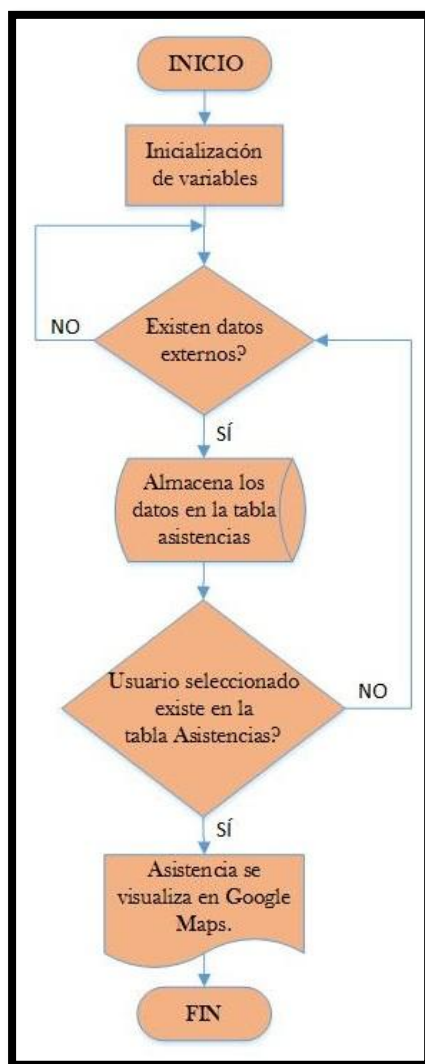 INICIO
Inicialización
de variables
NO
Existen datos
externos?
SÍ
Almacena los
datos en la tabla
asistencias
Usuario seleccionado
existe en la
tabla Asistencias?
NO
SÍ
Asistencia se
visualiza en Google
Maps.
FIN